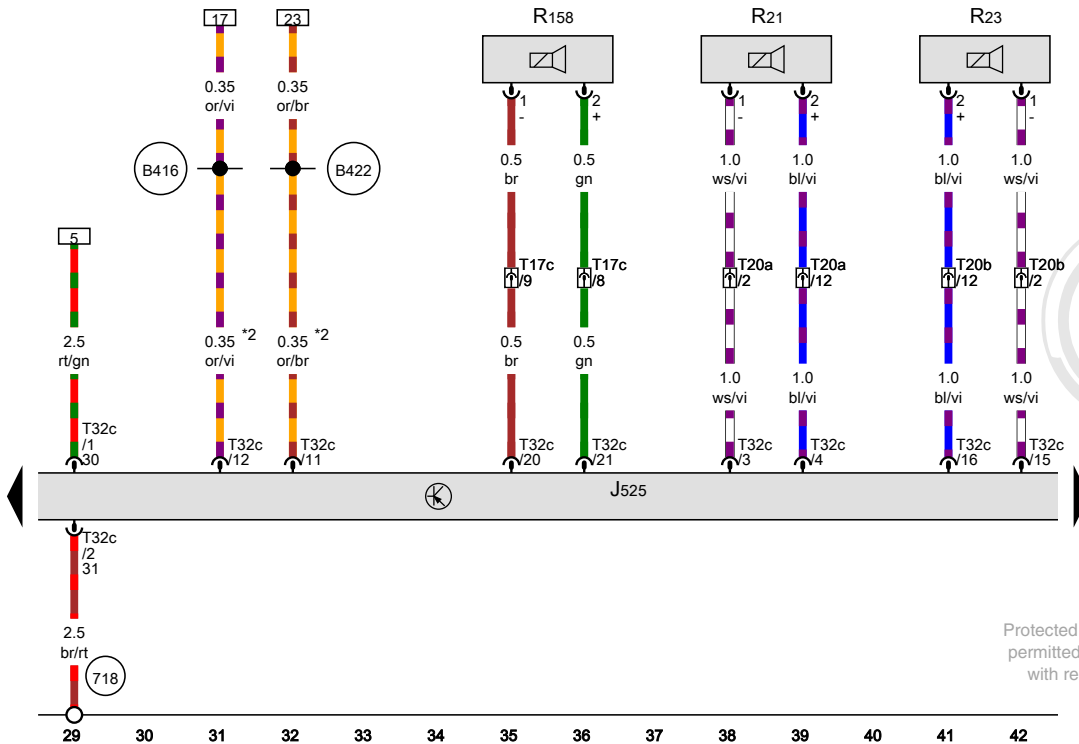 17 23 R158 R21 R23
1 2 1 2 2 1
- + - + + -
0.35 0.35
or/vi or/br
B416 B422
0.5 0.5 1.0 1.0 1.0 1.0
br gn ws/vi bl/vi bl/vi ws/vi
5
T17c T17c T20a T20a T20b T20b
/9 /8 /2 /12 /12 /2
2.5 0.35 *2 0.35 *2 0.5 0.5
rt/gn or/vi or/br br gn
1.0 1.0 1.0 1.0
ws/vi bl/vi bl/vi ws/vi
T32c
/1
30
T32c T32c T32c T32c T32c T32c T32c T32c
/12 /11 /20 /21 /3 /4 /16 /15
J525
T32c
/2
31
2.5
br/rt
718
Protected
permitted
with re
29 30 31 32 33 34 35 36 37 38 39 40 41 42